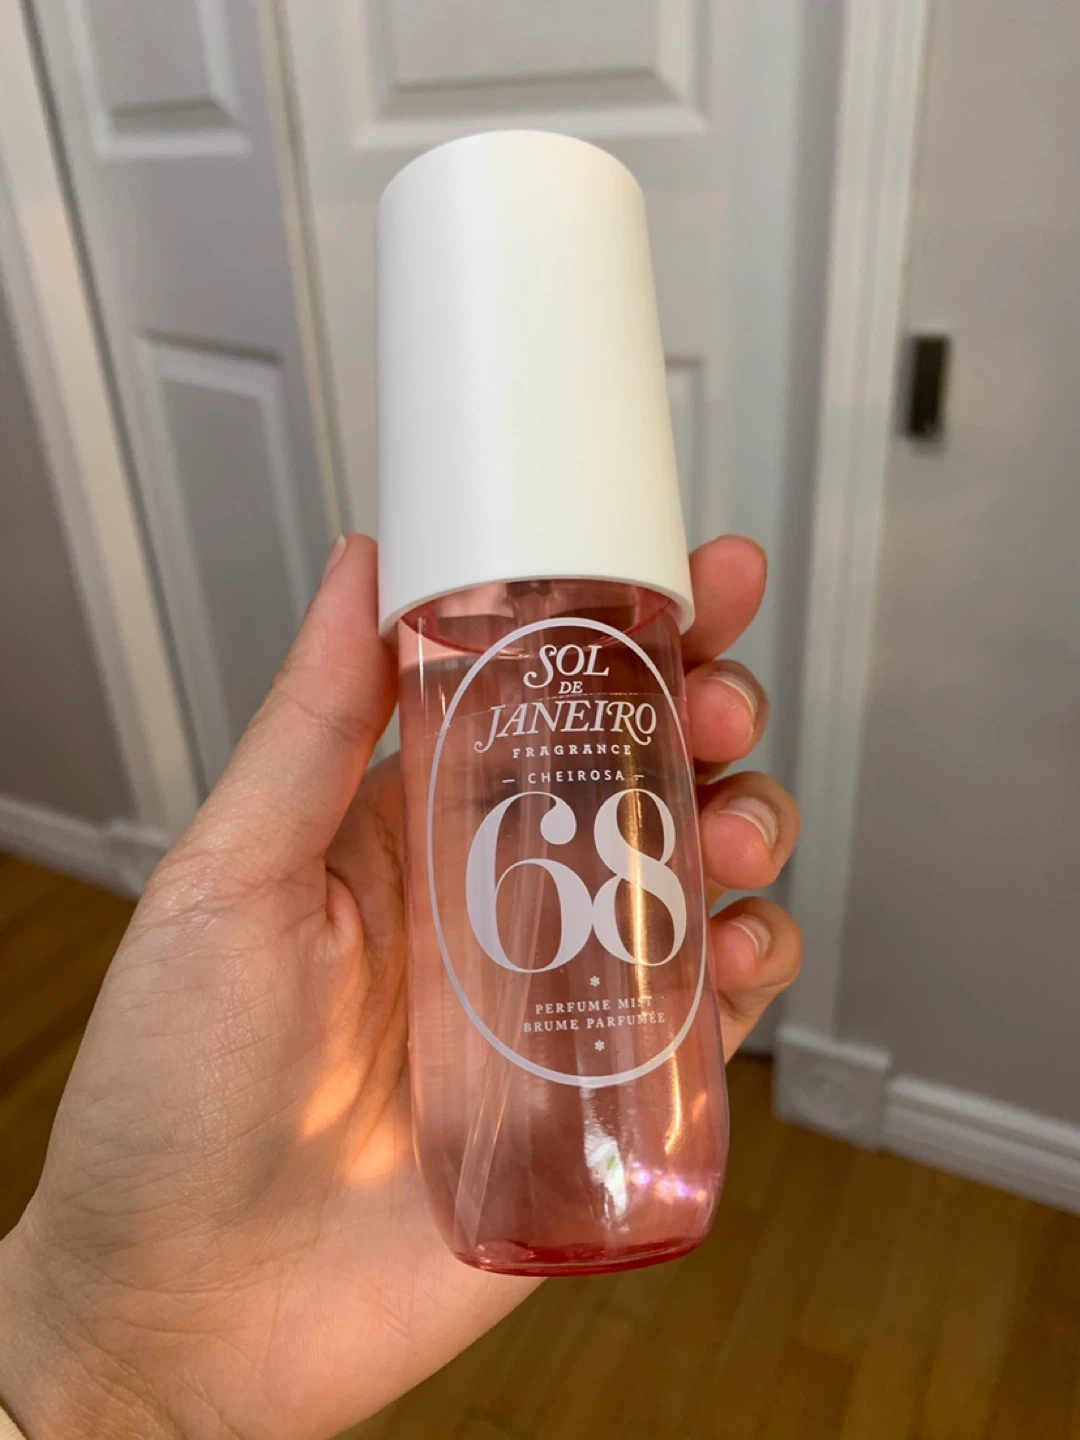 SOL
DE
JANEIRO
FRAGRANCE
– CHEIROSA –
68
PERFUME MIST
BRUME PARFUMÉE